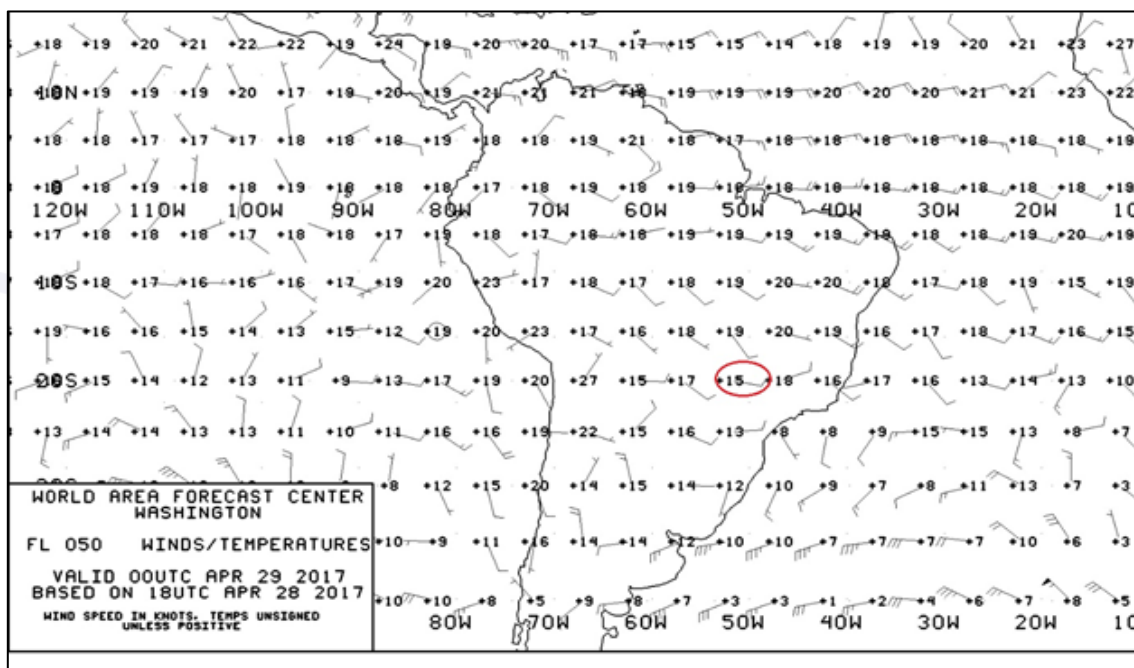 +18 +19 +20 +21 +22 +22 +19 +24 +19 +20 +20 +17 +17 +15 +15 +14 +18 +19 +19 +20 +21 +23 +27
10N +19 +19 +19 +20 +17 +19 +20 +19 +21 +21 +21 +18 +19 +19 +19 +20 +20 +20 +21 +21 +23 +22
+18 +17 +17 +17 +18 +18 +18 +19 +18 +18 +19 +21 +18 +17 +18 +18 +16 +18 +18 +18 +18 +19
0 +18 +19 +18 +18 +19 +18 +18 +18 +17 +18 +19 +18 +19 +18 +18 +18 +18 +18 +18 +18 +18 +19
120W 110W 100W 90W 80W 70W 60W 50W 40W 30W 20W 10
+17 +18 +18 +18 +17 +18 +18 +17 +19 +18 +17 +18 +18 +19 +19 +19 +19 +19 +18 +18 +19 +20 +19
10S +18 +17 +16 +16 +16 +17 +19 +20 +23 +17 +18 +18 +17 +19 +20 +20 +18 +17 +18 +19 +15 +19
+19 +16 +16 +15 +14 +13 +15 +12 +19 +20 +23 +17 +16 +18 +19 +20 +19 +16 +17 +18 +17 +16 +15
20S +15 +14 +12 +13 +11 +9 +13 +17 +19 +20 +27 +15 +17 +15 +18 +16 +17 +16 +13 +14 +13 +10
+13 +14 +14 +13 +13 +11 +10 +11 +16 +16 +19 +22 +15 +16 +13 +8 +8 +9 +15 +15 +13 +8 +7
+8 +12 +15 +20 +14 +15 +14 +12 +10 +9 +7 +8 +11 +13 +7 +3
WORLD AREA FORECAST CENTER
WASHINGTON
FL 050 WINDS/TEMPERATURES
VALID 00UTC APR 29 2017
BASED ON 18UTC APR 28 2017
WIND SPEED IN KNOTS, TEMPS UNSIGNED
UNLESS POSITIVE
+10 +9 +11 +16 +14 +14 +12 +10 +10 +7 +7 +7 +7 +10 +6 +3
+10 +10 +8 +5 +9 +8 +7 +3 +3 +1 +2 +4 +6 +7 +8 +5
80W 70W 60W 50W 40W 30W 20W 10